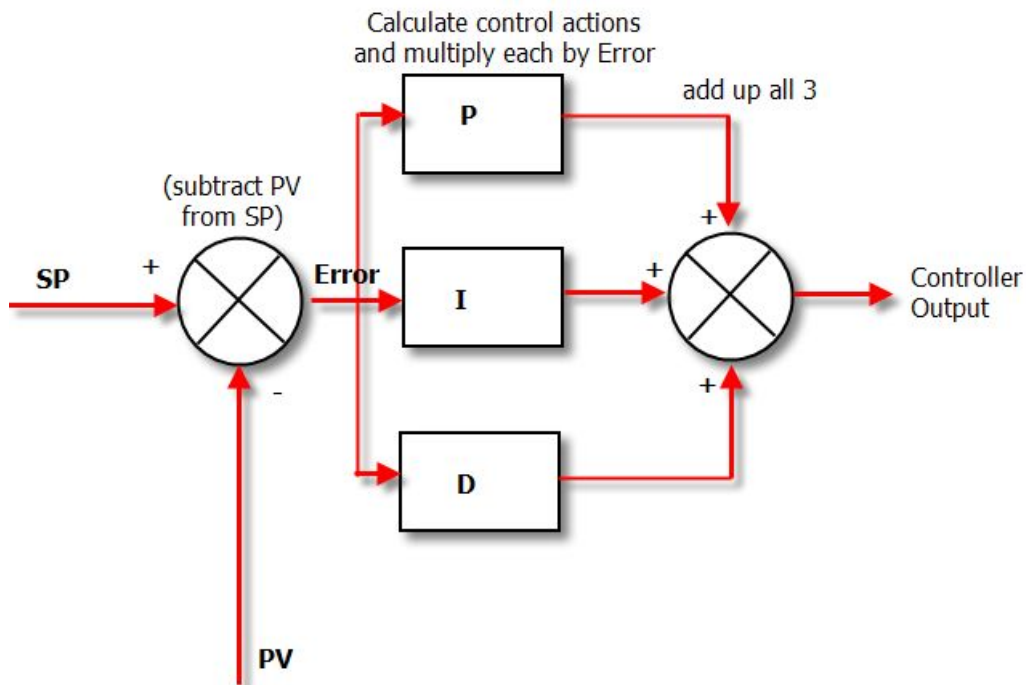 Calculate control actions
and multiply each by Error
P
add up all 3
(subtract PV
from SP)
+
SP
+
Error
I
+
Controller
Output
-
+
D
PV